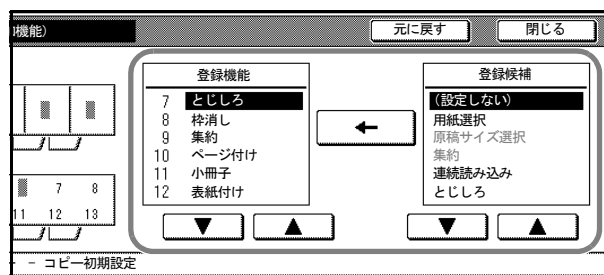 機能)
元に戻す
閉じる
登録機能
7 とじしろ
8 枠消し
9 集約
10 ページ付け
11 小冊子
12 表紙付け
登録候補
(設定しない)
用紙選択
原稿サイズ選択
集約
連続読み込み
とじしろ
7 8
11 12 13
- - コピー初期設定